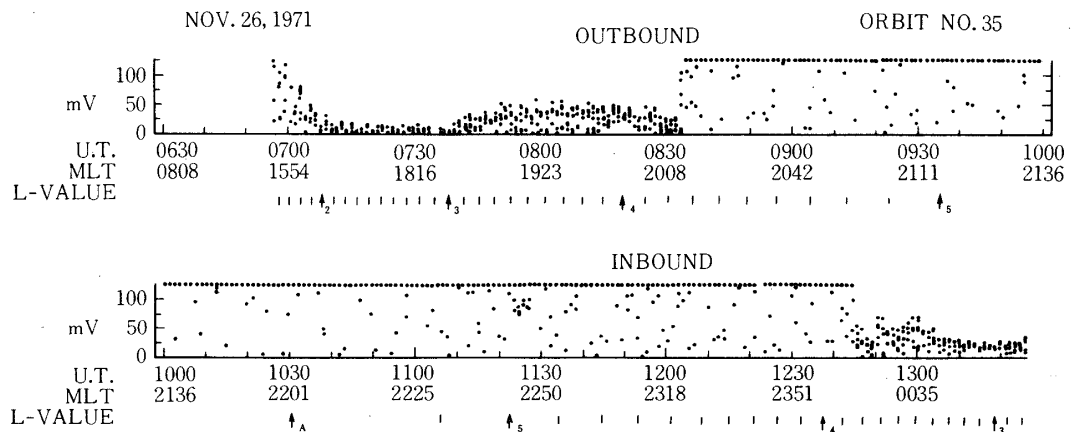 NOV. 26, 1971 OUTBOUND ORBIT NO. 35
100
mV 50
0
U.T. 0630 0700 0730 0800 0830 0900 0930 1000
MLT 0808 1554 1816 1923 2008 2042 2111 2136
L-VALUE
2 3 4 5
INBOUND
100
mV 50
0
U.T. 1000 1030 1100 1130 1200 1230 1300
MLT 2136 2201 2225 2250 2318 2351 0035
L-VALUE
A 5 4 3